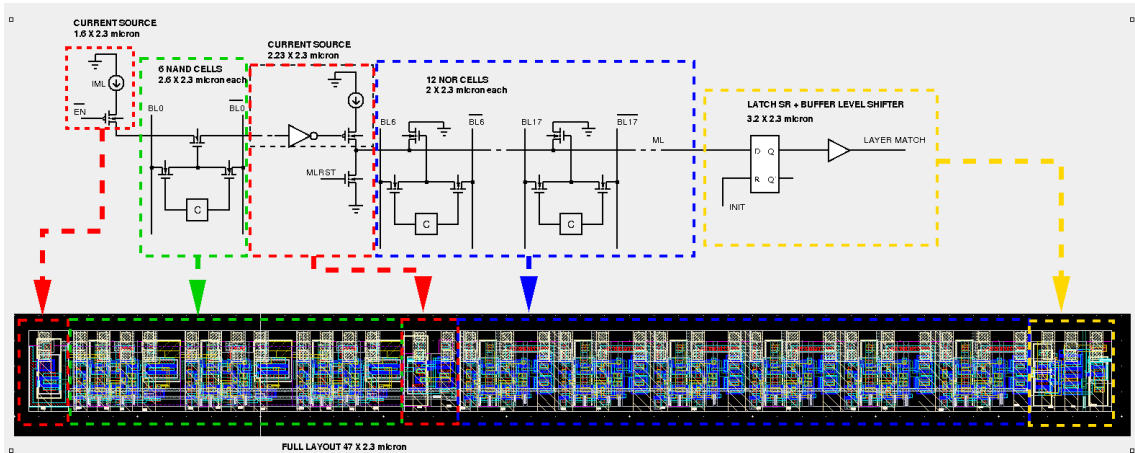 CURRENT SOURCE
1.6 X 2.3 micron
CURRENT SOURCE
2.23 X 2.3 micron
6 NAND CELLS
2.6 X 2.3 micron each
12 NOR CELLS
2 X 2.3 micron each
LATCH SR + BUFFER LEVEL SHIFTER
3.2 X 2.3 micron
IML
EN
BL0
BL0
BL6
BL6
BL17
BL17
ML
D Q
R Q'
LAYER MATCH
MLRST
C
C
C
INIT
FULL LAYOUT 47 X 2.3 micron